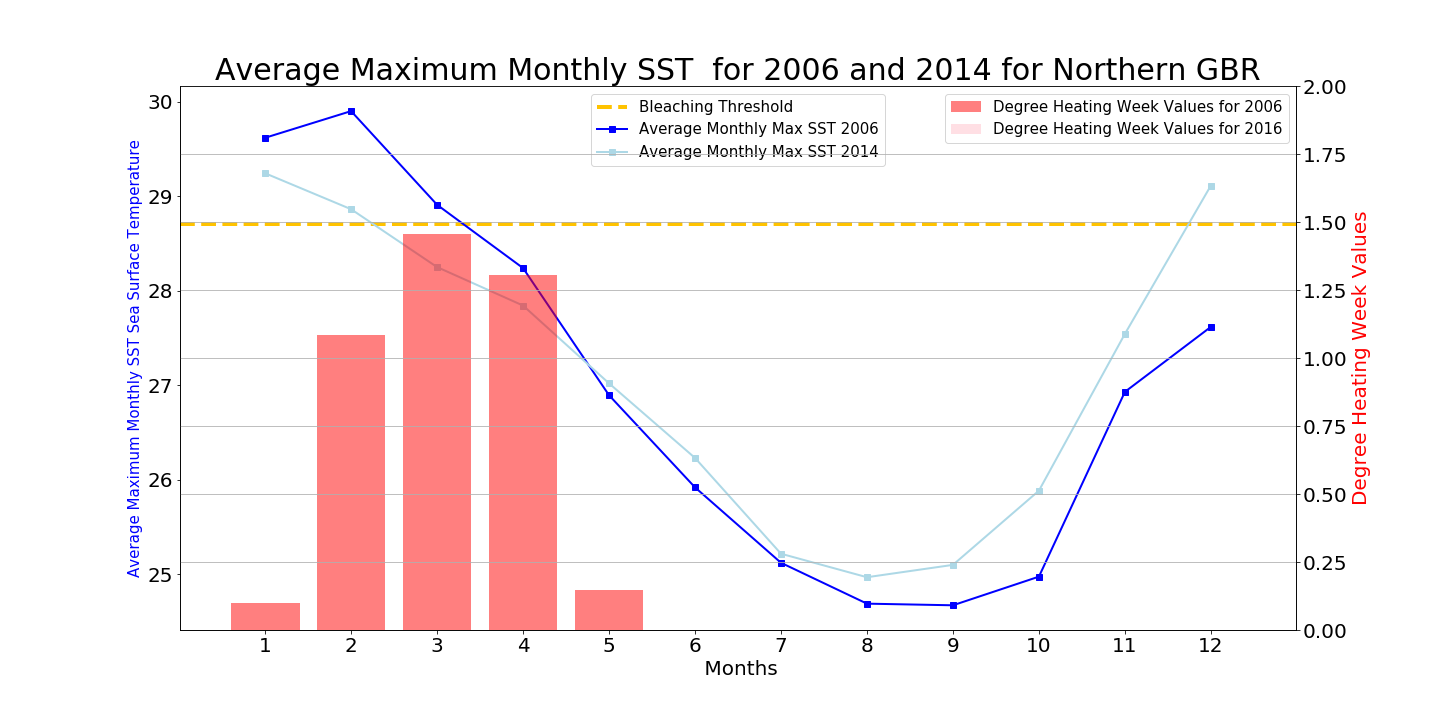 Average Maximum Monthly SST  for 2006 and 2014 for Northern GBR
Bleaching Threshold
Average Monthly Max SST 2006
Average Monthly Max SST 2014
Degree Heating Week Values for 2006
Degree Heating Week Values for 2016
Average Maximum Monthly SST Sea Surface Temperature
30
29
28
27
26
25
2.00
1.75
1.50
1.25
1.00
0.75
0.50
0.25
0.00
Degree Heating Week Values
1 2 3 4 5 6 7 8 9 10 11 12
Months